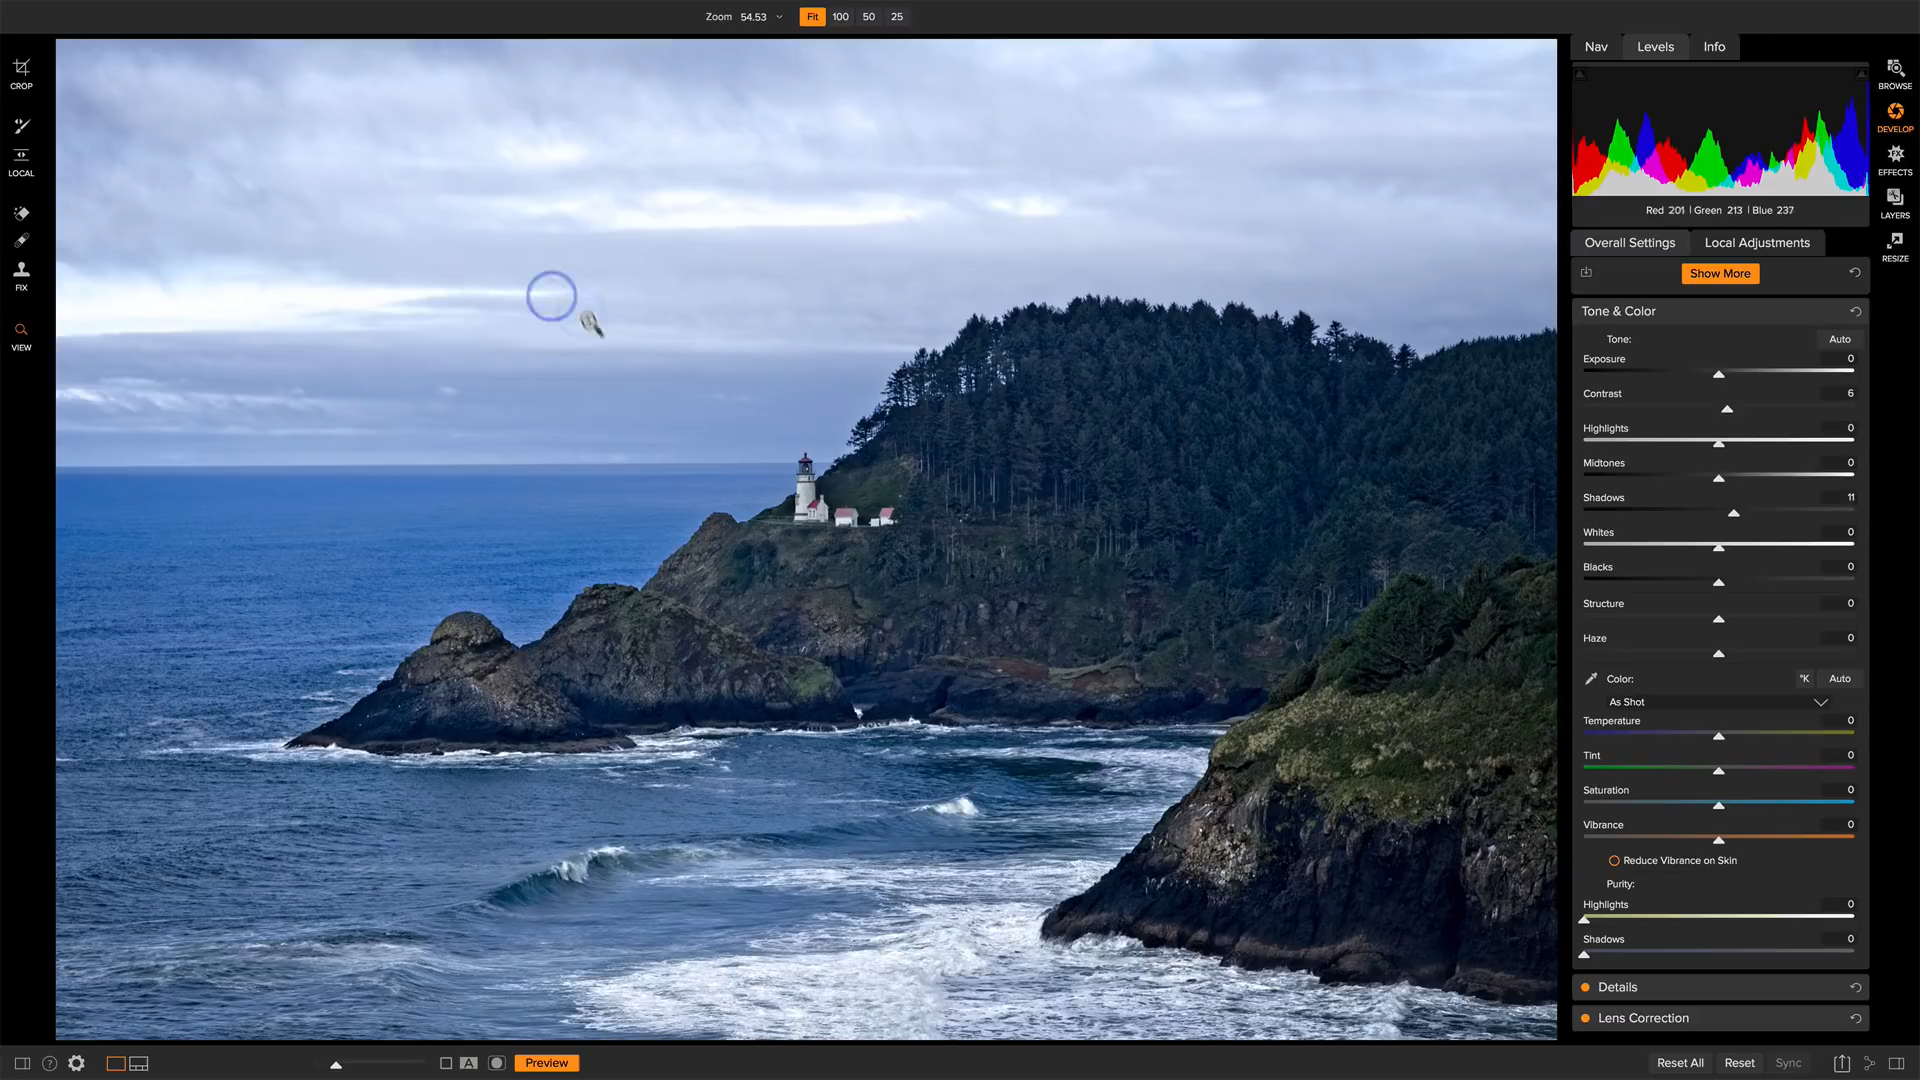 Zoom 54.53 Fit 100 50 25
CROP
LOCAL
FIX
VIEW
Nav Levels Info
Red 201 | Green 213 | Blue 237
Overall Settings Local Adjustments
Show More
Tone & Color
Tone: Auto
Exposure 0
Contrast 6
Highlights 0
Midtones 0
Shadows 11
Whites 0
Blacks 0
Structure 0
Haze 0
Color: °K Auto
As Shot
Temperature 0
Tint 0
Saturation 0
Vibrance 0
Reduce Vibrance on Skin
Purity:
Highlights 0
Shadows 0
Details
Lens Correction
BROWSE
DEVELOP
FX
EFFECTS
LAYERS
RESIZE
? A Preview
Reset All Reset Sync